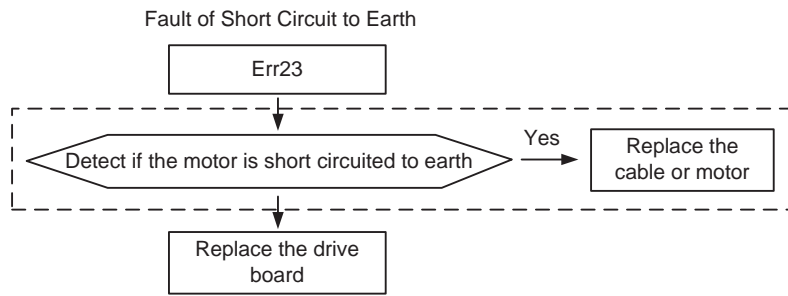 Fault of Short Circuit to Earth
Err23
Detect if the motor is short circuited to earth
Yes
Replace the
cable or motor
Replace the drive
board